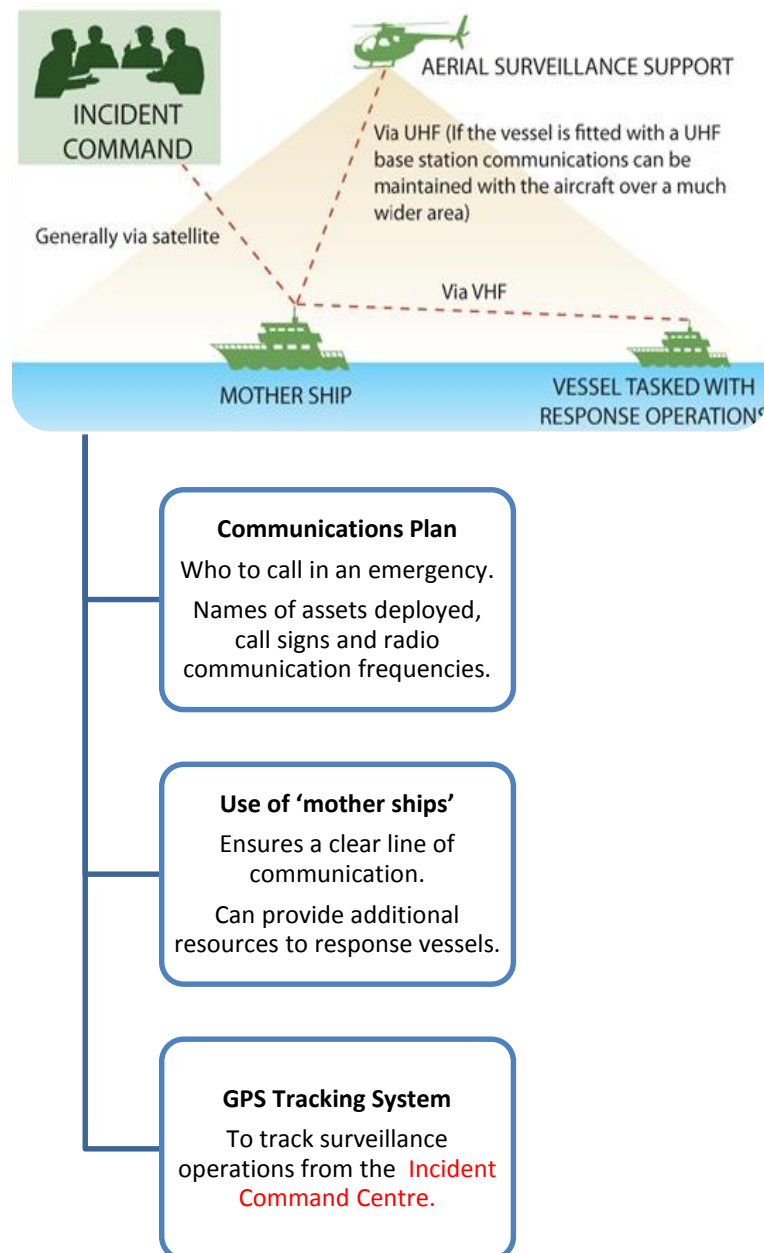 INCIDENT
COMMAND
AERIAL SURVEILLANCE SUPPORT
Via UHF (If the vessel is fitted with a UHF
base station communications can be
maintained with the aircraft over a much
wider area)
Generally via satellite
Via VHF
MOTHER SHIP
VESSEL TASKED WITH
RESPONSE OPERATIONS
Communications Plan
Who to call in an emergency.
Names of assets deployed,
call signs and radio
communication frequencies.
Use of ‘mother ships’
Ensures a clear line of
communication.
Can provide additional
resources to response vessels.
GPS Tracking System
To track surveillance
operations from the Incident
Command Centre.